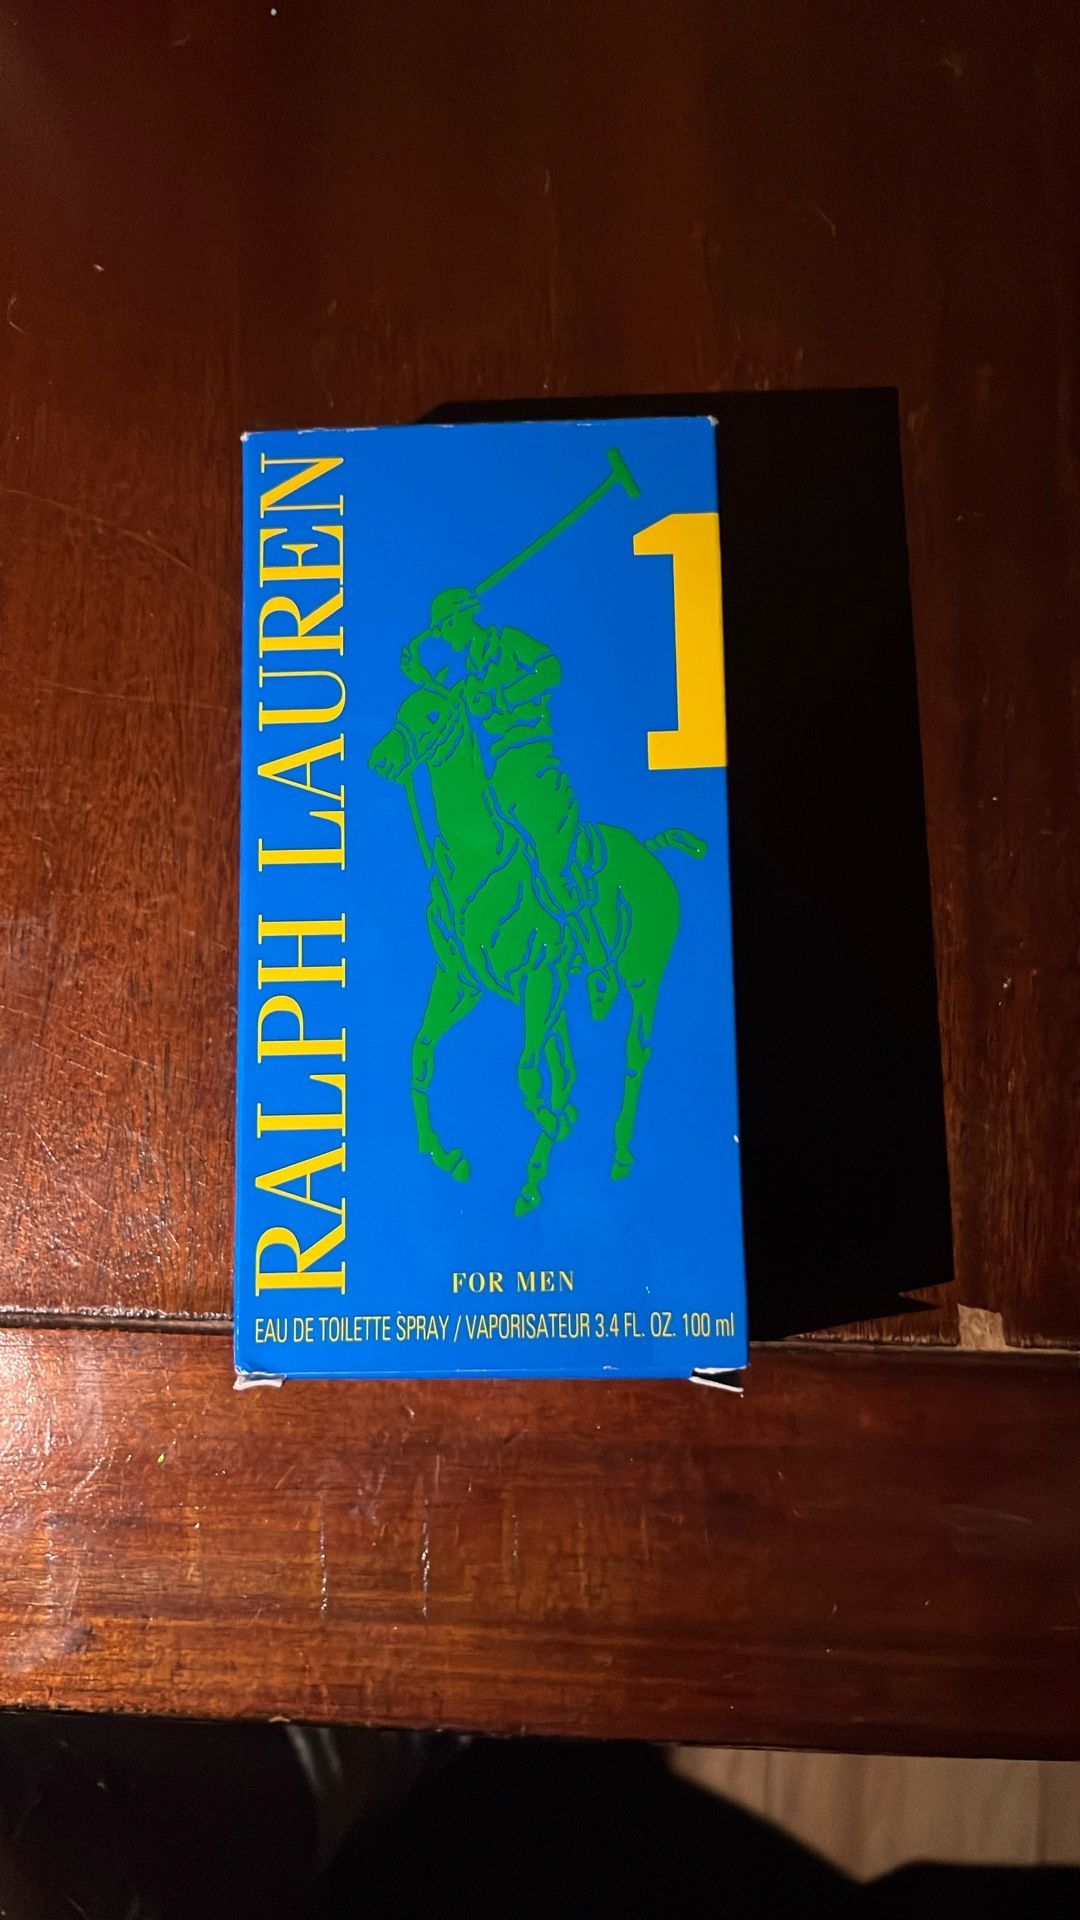 RALPH LAUREN
1
FOR MEN
EAU DE TOILETTE SPRAY / VAPORISATEUR 3.4 FL. OZ. 100 ml